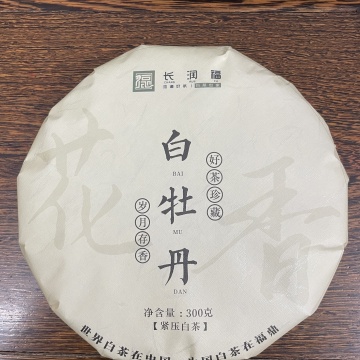 长润福
白牡丹
BAI
MU
DAN
好茶珍藏
岁月存香
花香
净含量：300克
【紧压白茶】
世界白茶在中国
白茶在福鼎